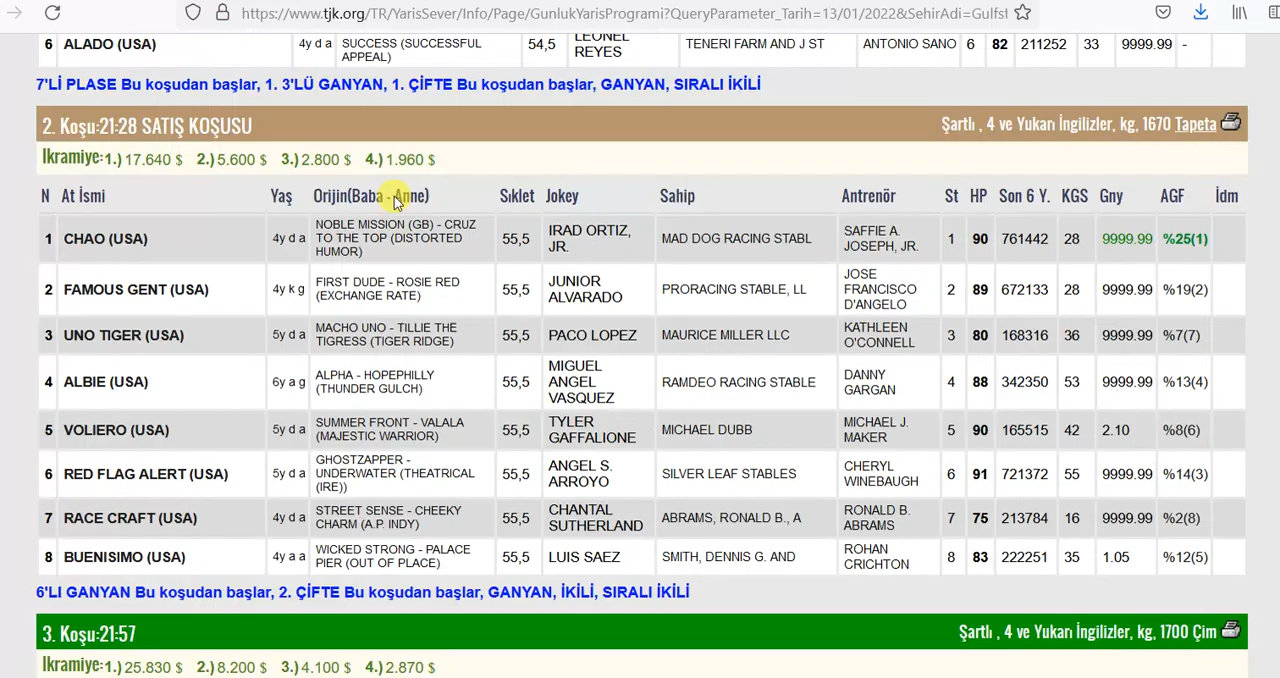 https://www.tjk.org/TR/YarisSever/Info/Page/GunlukYarisProgrami?QueryParameter_Tarih=13/01/2022&SehirAdi=Gulfst
6 ALADO (USA) 4y d a SUCCESS (SUCCESSFUL APPEAL) 54,5 LEONEL REYES TENERI FARM AND J ST ANTONIO SANO 6 82 211252 33 9999.99 -
7'Lİ PLASE Bu koşudan başlar, 1. 3'LÜ GANYAN, 1. ÇİFTE Bu koşudan başlar, GANYAN, SIRALI İKİLİ
2. Koşu:21:28 SATIŞ KOŞUSU Şartlı , 4 ve Yukarı İngilizler, kg, 1670 Tapeta
İkramiye:1.) 17.640 $ 2.) 5.600 $ 3.) 2.800 $ 4.) 1.960 $
N At İsmi Yaş Orijin(Baba - Anne) Sıklet Jokey Sahip Antrenör St HP Son 6 Y. KGS Gny AGF İdm
1 CHAO (USA) 4y d a NOBLE MISSION (GB) - CRUZ TO THE TOP (DISTORTED HUMOR) 55,5 IRAD ORTIZ, JR. MAD DOG RACING STABL SAFFIE A. JOSEPH, JR. 1 90 761442 28 9999.99 %25(1)
2 FAMOUS GENT (USA) 4y k g FIRST DUDE - ROSIE RED (EXCHANGE RATE) 55,5 JUNIOR ALVARADO PRORACING STABLE, LL JOSE FRANCISCO D'ANGELO 2 89 672133 28 9999.99 %19(2)
3 UNO TIGER (USA) 5y d a MACHO UNO - TILLIE THE TIGRESS (TIGER RIDGE) 55,5 PACO LOPEZ MAURICE MILLER LLC KATHLEEN O'CONNELL 3 80 168316 36 9999.99 %7(7)
4 ALBIE (USA) 6y a g ALPHA - HOPEPHILLY (THUNDER GULCH) 55,5 MIGUEL ANGEL VASQUEZ RAMDEO RACING STABLE DANNY GARGAN 4 88 342350 53 9999.99 %13(4)
5 VOLIERO (USA) 5y d a SUMMER FRONT - VALALA (MAJESTIC WARRIOR) 55,5 TYLER GAFFALIONE MICHAEL DUBB MICHAEL J. MAKER 5 90 165515 42 2.10 %8(6)
6 RED FLAG ALERT (USA) 5y d a GHOSTZAPPER - UNDERWATER (THEATRICAL (IRE)) 55,5 ANGEL S. ARROYO SILVER LEAF STABLES CHERYL WINEBAUGH 6 91 721372 55 9999.99 %14(3)
7 RACE CRAFT (USA) 4y d a STREET SENSE - CHEEKY CHARM (A.P. INDY) 55,5 CHANTAL SUTHERLAND ABRAMS, RONALD B., A RONALD B. ABRAMS 7 75 213784 16 9999.99 %2(8)
8 BUENISIMO (USA) 4y a a WICKED STRONG - PALACE PIER (OUT OF PLACE) 55,5 LUIS SAEZ SMITH, DENNIS G. AND ROHAN CRICHTON 8 83 222251 35 1.05 %12(5)
6'LI GANYAN Bu koşudan başlar, 2. ÇİFTE Bu koşudan başlar, GANYAN, İKİLİ, SIRALI İKİLİ
3. Koşu:21:57 Şartlı , 4 ve Yukarı İngilizler, kg, 1700 Çim
İkramiye:1.) 25.830 $ 2.) 8.200 $ 3.) 4.100 $ 4.) 2.870 $